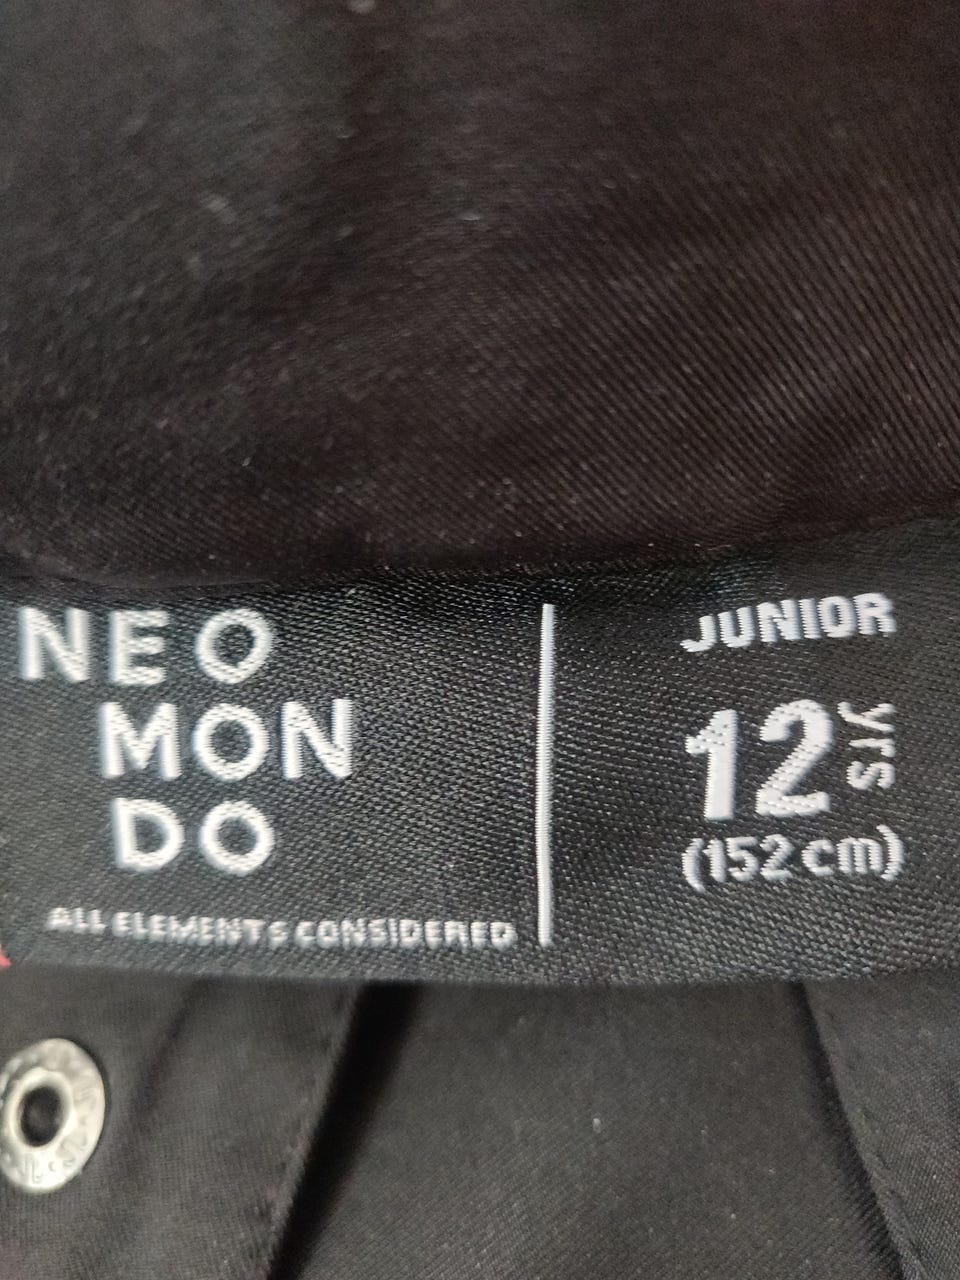 NEO
MON
DO
ALL ELEMENTS CONSIDERED
JUNIOR
12 yrs
(152 cm)